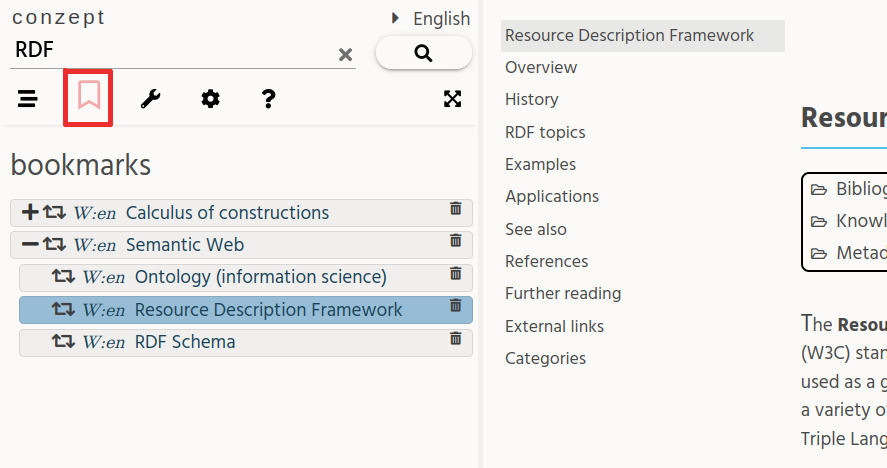 conzept
English
RDF
bookmarks
W:en Calculus of constructions
W:en Semantic Web
W:en Ontology (information science)
W:en Resource Description Framework
W:en RDF Schema
Resource Description Framework
Overview
History
RDF topics
Examples
Applications
See also
References
Further reading
External links
Categories
Resour
Bibliog
Knowl
Metad
The Resou
(W3C) stan
used as a g
a variety o
Triple Lang